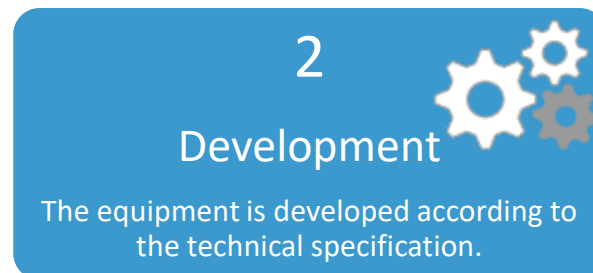 2
Development
The equipment is developed according to
the technical specification.